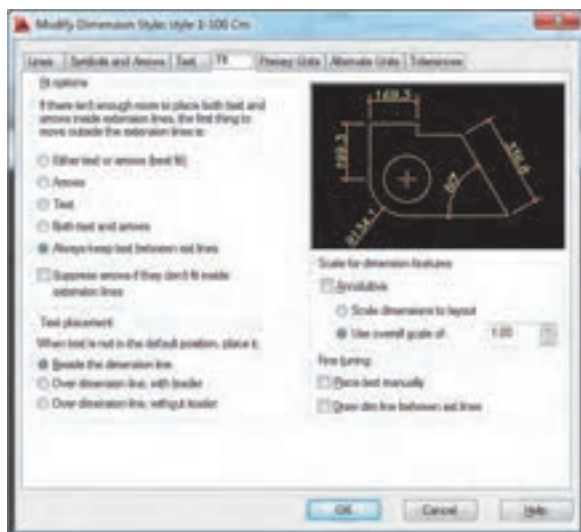 Modify Dimension Style: style 1-100 Cm
Lines Symbols and Arrows Text Fit Primary Units Alternate Units Tolerances
Fit options
If there isn't enough room to place both text and
arrows inside extension lines, the first thing to
move outside the extension lines is:
Either text or arrows (best fit)
Arrows
Text
Both text and arrows
Always keep text between ext lines
Suppress arrows if they don't fit inside
extension lines
Text placement
When text is not in the default position, place it:
Beside the dimension line
Over dimension line, with leader
Over dimension line, without leader
169.3
199.3
60°
Scale for dimension features
Annotative
Scale dimensions to layout
Use overall scale of: 1.00
Fine tuning
Place text manually
Draw dim line between ext lines
OK Cancel Help